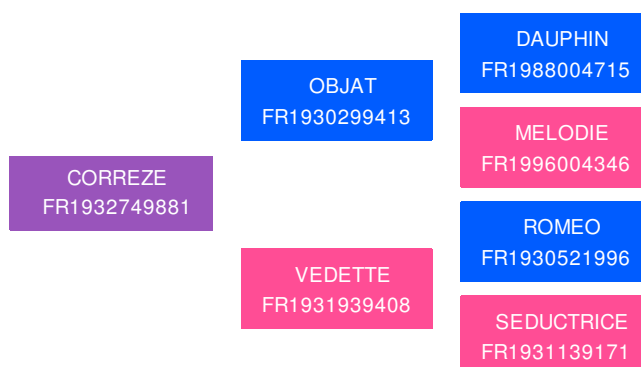 CORREZE
FR1932749881
OBJAT
FR1930299413
VEDETTE
FR1931939408
DAUPHIN
FR1988004715
MELODIE
FR1996004346
ROMEO
FR1930521996
SEDUCTRICE
FR1931139171